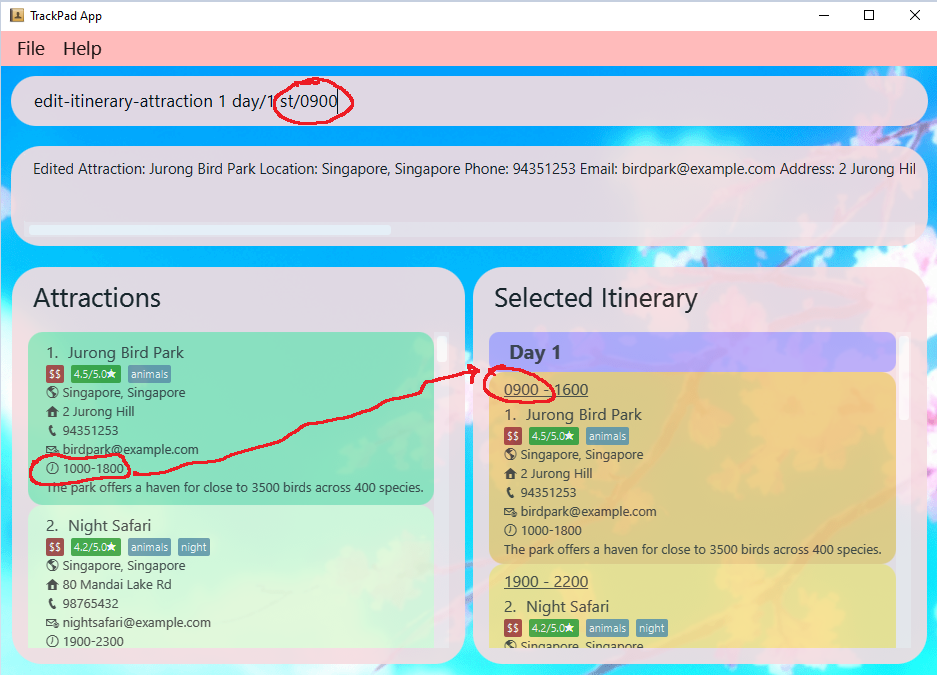 TrackPad App
File Help
edit-itinerary-attraction 1 day/1 st/0900
Edited Attraction: Jurong Bird Park Location: Singapore, Singapore Phone: 94351253 Email: birdpark@example.com Address: 2 Jurong Hil
Attractions
1. Jurong Bird Park
$$ 4.5/5.0★ animals
Singapore, Singapore
2 Jurong Hill
94351253
birdpark@example.com
1000-1800
The park offers a haven for close to 3500 birds across 400 species.
2. Night Safari
$$ 4.2/5.0★ animals night
Singapore, Singapore
80 Mandai Lake Rd
98765432
nightsafari@example.com
1900-2300
Selected Itinerary
Day 1
0900 - 1600
1. Jurong Bird Park
$$ 4.5/5.0★ animals
Singapore, Singapore
2 Jurong Hill
94351253
birdpark@example.com
1000-1800
The park offers a haven for close to 3500 birds across 400 species.
1900 - 2200
2. Night Safari
$$ 4.2/5.0★ animals night
Singapore, Singapore